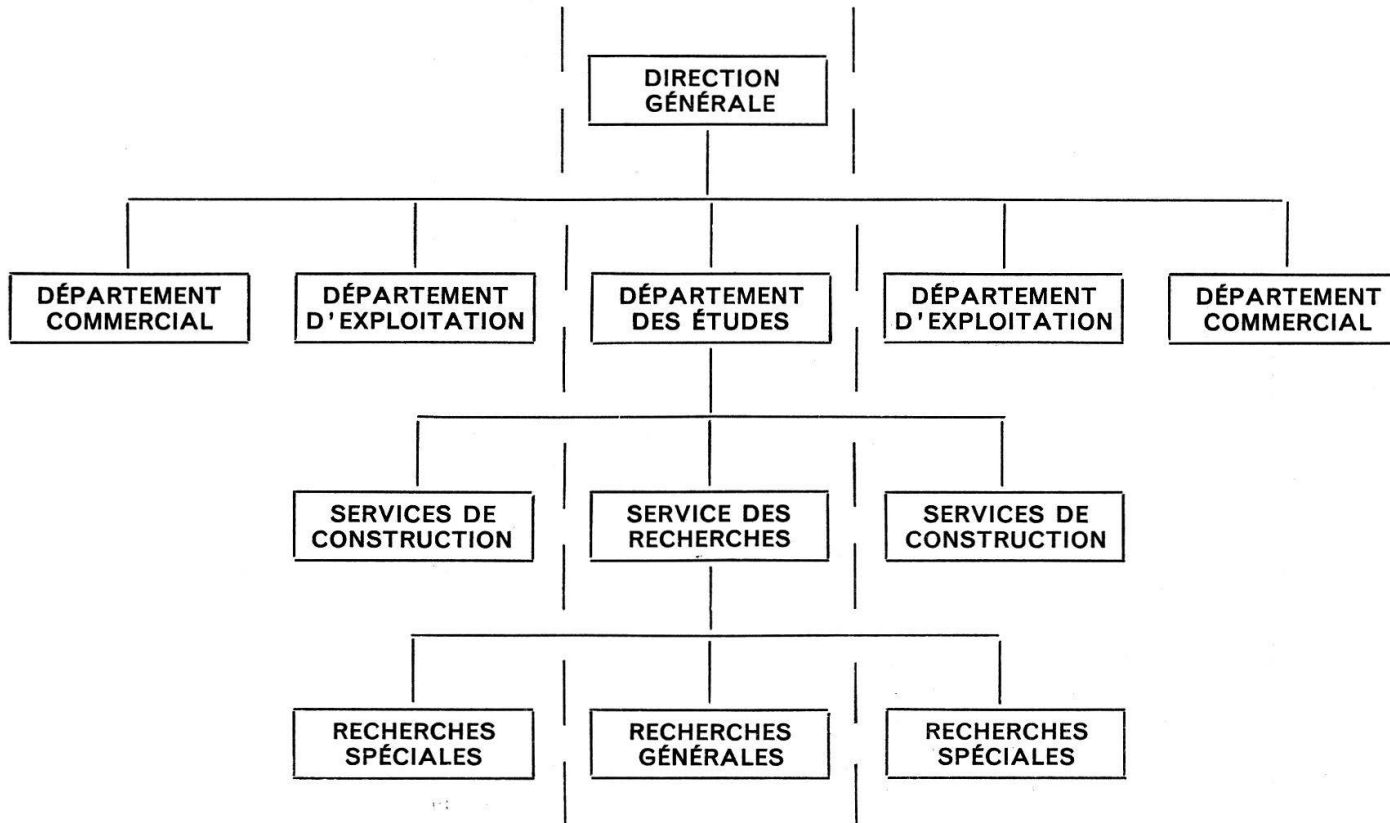 DIRECTION
GÉNÉRALE
DÉPARTEMENT
COMMERCIAL
DÉPARTEMENT
D'EXPLOITATION
DÉPARTEMENT
DES ÉTUDES
DÉPARTEMENT
D'EXPLOITATION
DÉPARTEMENT
COMMERCIAL
SERVICES DE
CONSTRUCTION
SERVICE DES
RECHERCHES
SERVICES DE
CONSTRUCTION
RECHERCHES
SPÉCIALES
RECHERCHES
GÉNÉRALES
RECHERCHES
SPÉCIALES